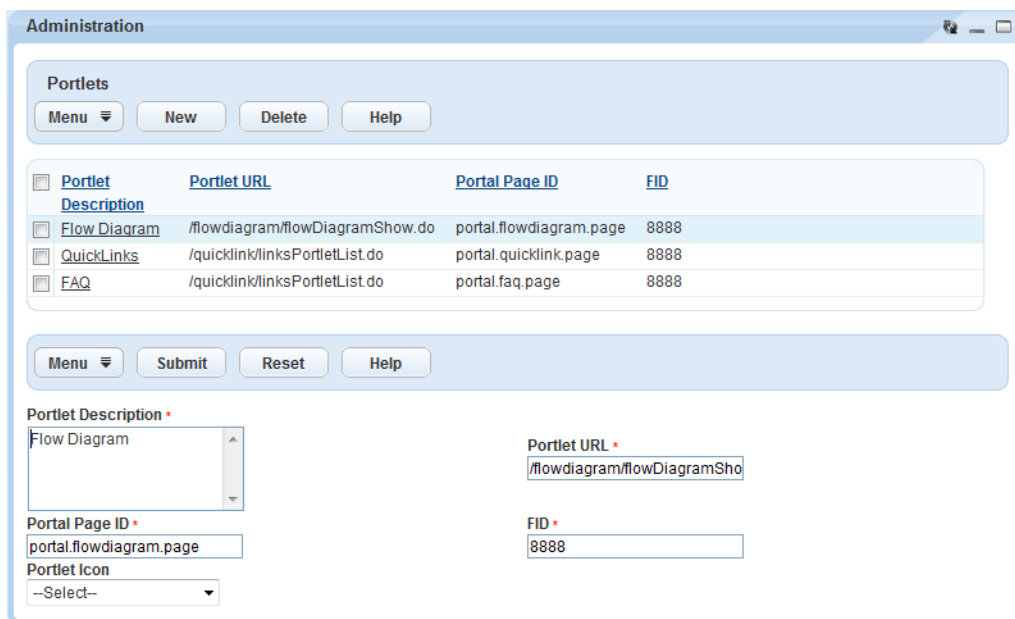 Administration
Portlets
Menu New Delete Help
Portlet Description Portlet URL Portal Page ID FID
Flow Diagram /flowdiagram/flowDiagramShow.do portal.flowdiagram.page 8888
QuickLinks /quicklink/linksPortletList.do portal.quicklink.page 8888
FAQ /quicklink/linksPortletList.do portal.faq.page 8888
Menu Submit Reset Help
Portlet Description *
Flow Diagram
Portlet URL *
/flowdiagram/flowDiagramSho
Portal Page ID *
portal.flowdiagram.page
FID *
8888
Portlet Icon
--Select--